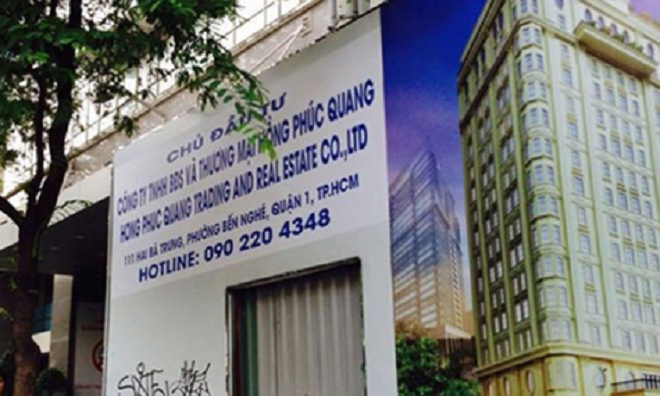 CHỦ ĐẦU TƯ
CÔNG TY TNHH BĐS VÀ THƯƠNG MẠI HỒNG PHÚC QUANG
HONG PHUC QUANG TRADING AND REAL ESTATE CO.,LTD
111 HAI BÀ TRƯNG, PHƯỜNG BẾN NGHÉ, QUẬN 1, TP.HCM
HOTLINE: 090 220 4348